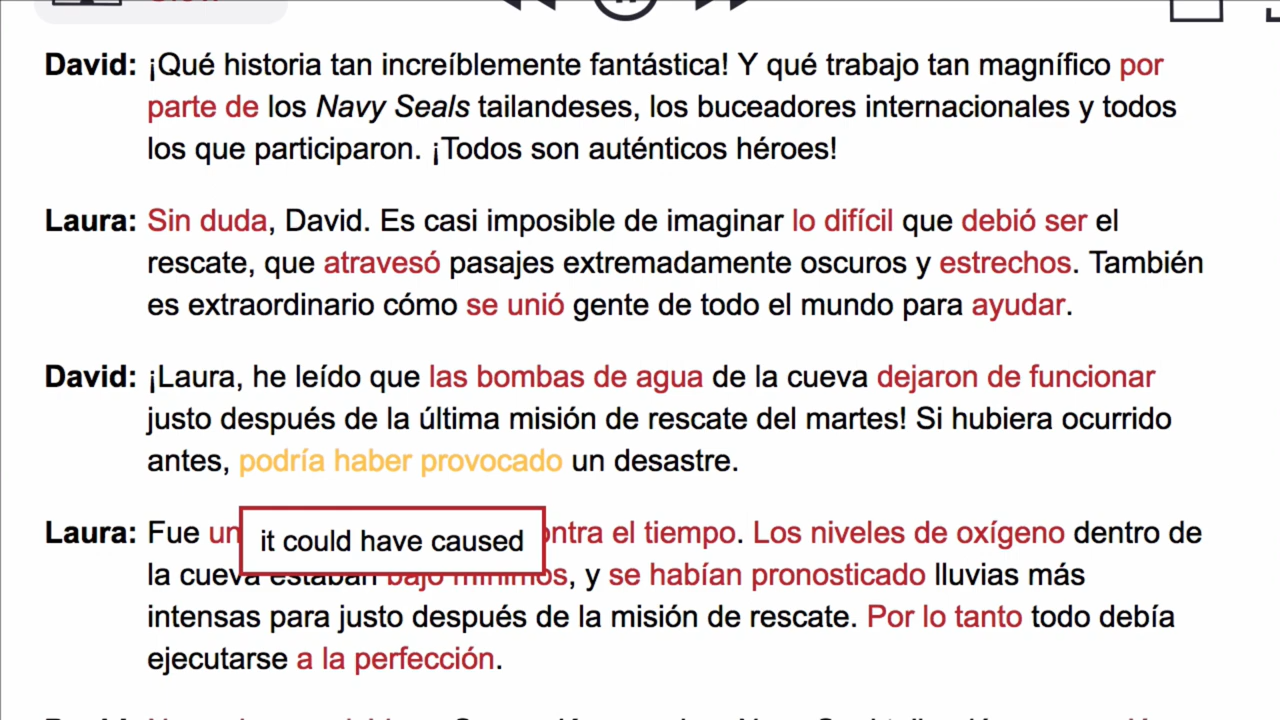 David: ¡Qué historia tan increíblemente fantástica! Y qué trabajo tan magnífico por
parte de los Navy Seals tailandeses, los buceadores internacionales y todos
los que participaron. ¡Todos son auténticos héroes!
Laura: Sin duda, David. Es casi imposible de imaginar lo difícil que debió ser el
rescate, que atravesó pasajes extremadamente oscuros y estrechos. También
es extraordinario cómo se unió gente de todo el mundo para ayudar.
David: ¡Laura, he leído que las bombas de agua de la cueva dejaron de funcionar
justo después de la última misión de rescate del martes! Si hubiera ocurrido
antes, podría haber provocado un desastre.
Laura: Fue el tiempo. Los niveles de oxígeno dentro de
it could have caused
la cueva estaban bajo mínimos, y se habían pronosticado lluvias más
intensas para justo después de la misión de rescate. Por lo tanto todo debía
ejecutarse a la perfección.